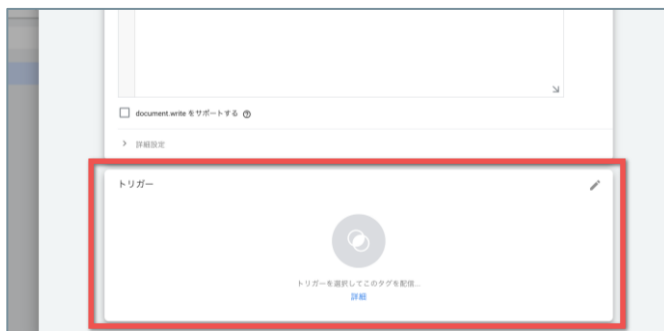 document.write をサポートする
詳細設定
トリガー
トリガーを選択してこのタグを配信...
詳細